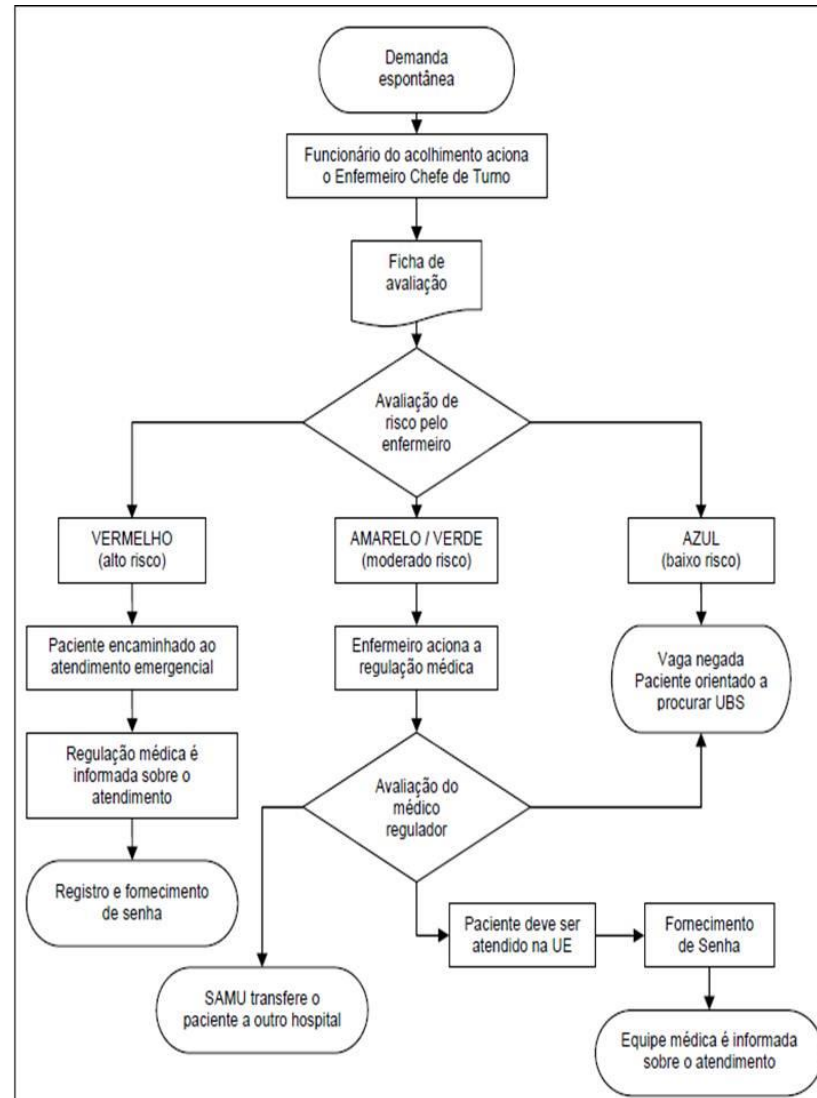 Demanda
espontânea
Funcionário do acolhimento aciona
o Enfermeiro Chefe de Turno
Ficha de
avaliação
Avaliação de
risco pelo
enfermeiro
VERMELHO
(alto risco)
AMARELO / VERDE
(moderado risco)
AZUL
(baixo risco)
Paciente encaminhado ao
atendimento emergencial
Enfermeiro aciona a
regulação médica
Vaga negada
Paciente orientado a
procurar UBS
Regulação médica é
informada sobre o
atendimento
Avaliação do
médico
regulador
Registro e fornecimento
de senha
Paciente deve ser
atendido na UE
Fornecimento
de Senha
SAMU transfere o
paciente a outro hospital
Equipe médica é informada
sobre o atendimento